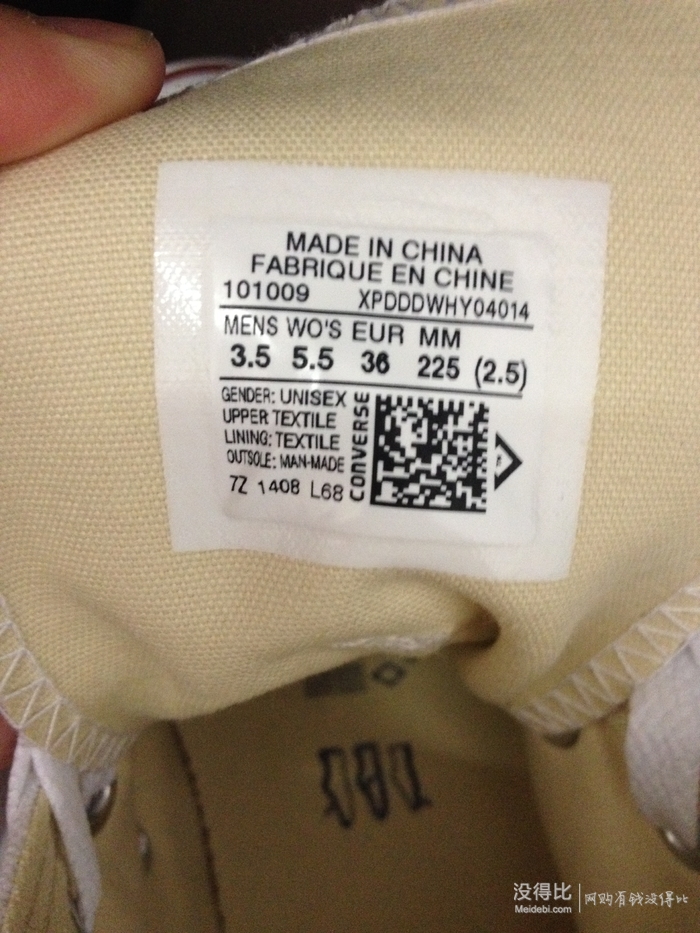 MADE IN CHINA
FABRIQUE EN CHINE
101009 XPDDDWHY04014
MENS WO'S EUR MM
3.5 5.5 36 225 (2.5)
GENDER: UNISEX
UPPER TEXTILE
LINING: TEXTILE
OUTSOLE: MAN-MADE
7Z 1408 L68
CONVERSE
没得比 网购有钱没得比
Meidebi.com